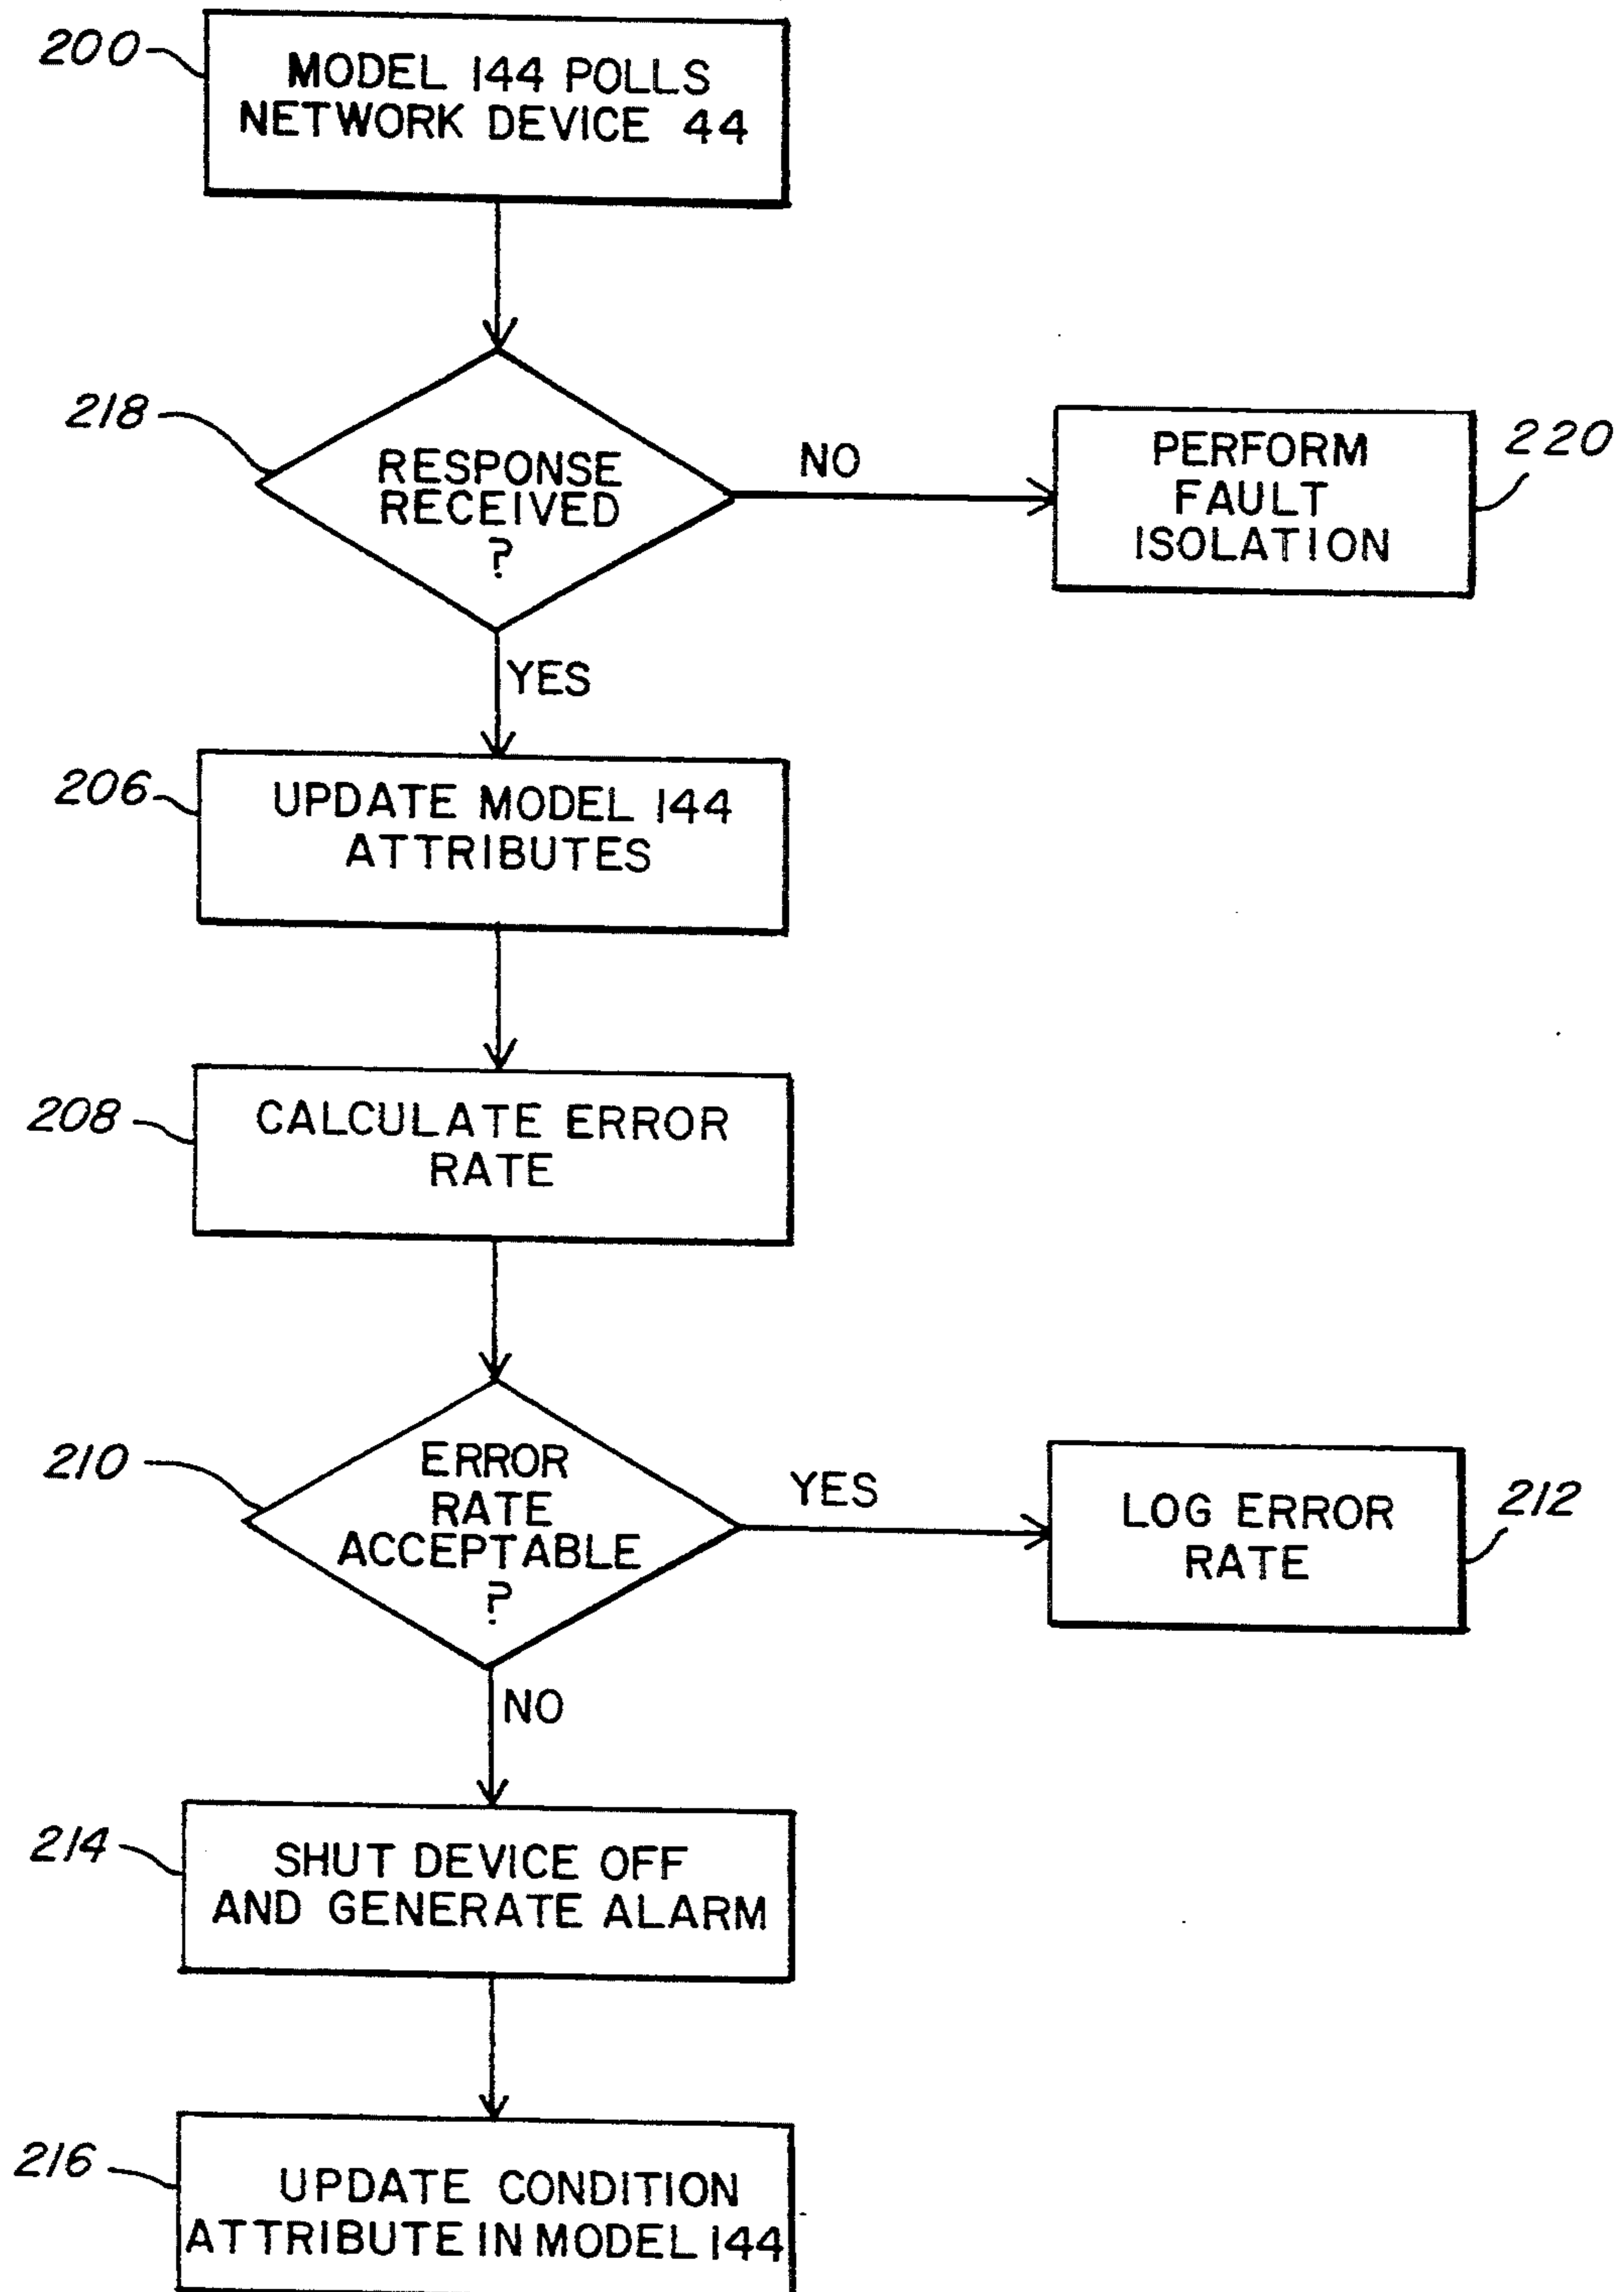 200
MODEL 144 POLLS
NETWORK DEVICE 44
218
RESPONSE
RECEIVED
?
NO
PERFORM
FAULT
ISOLATION
220
YES
206
UPDATE MODEL 144
ATTRIBUTES
208
CALCULATE ERROR
RATE
210
ERROR
RATE
ACCEPTABLE
?
YES
LOG ERROR
RATE
212
NO
214
SHUT DEVICE OFF
AND GENERATE ALARM
216
UPDATE CONDITION
ATTRIBUTE IN MODEL 144